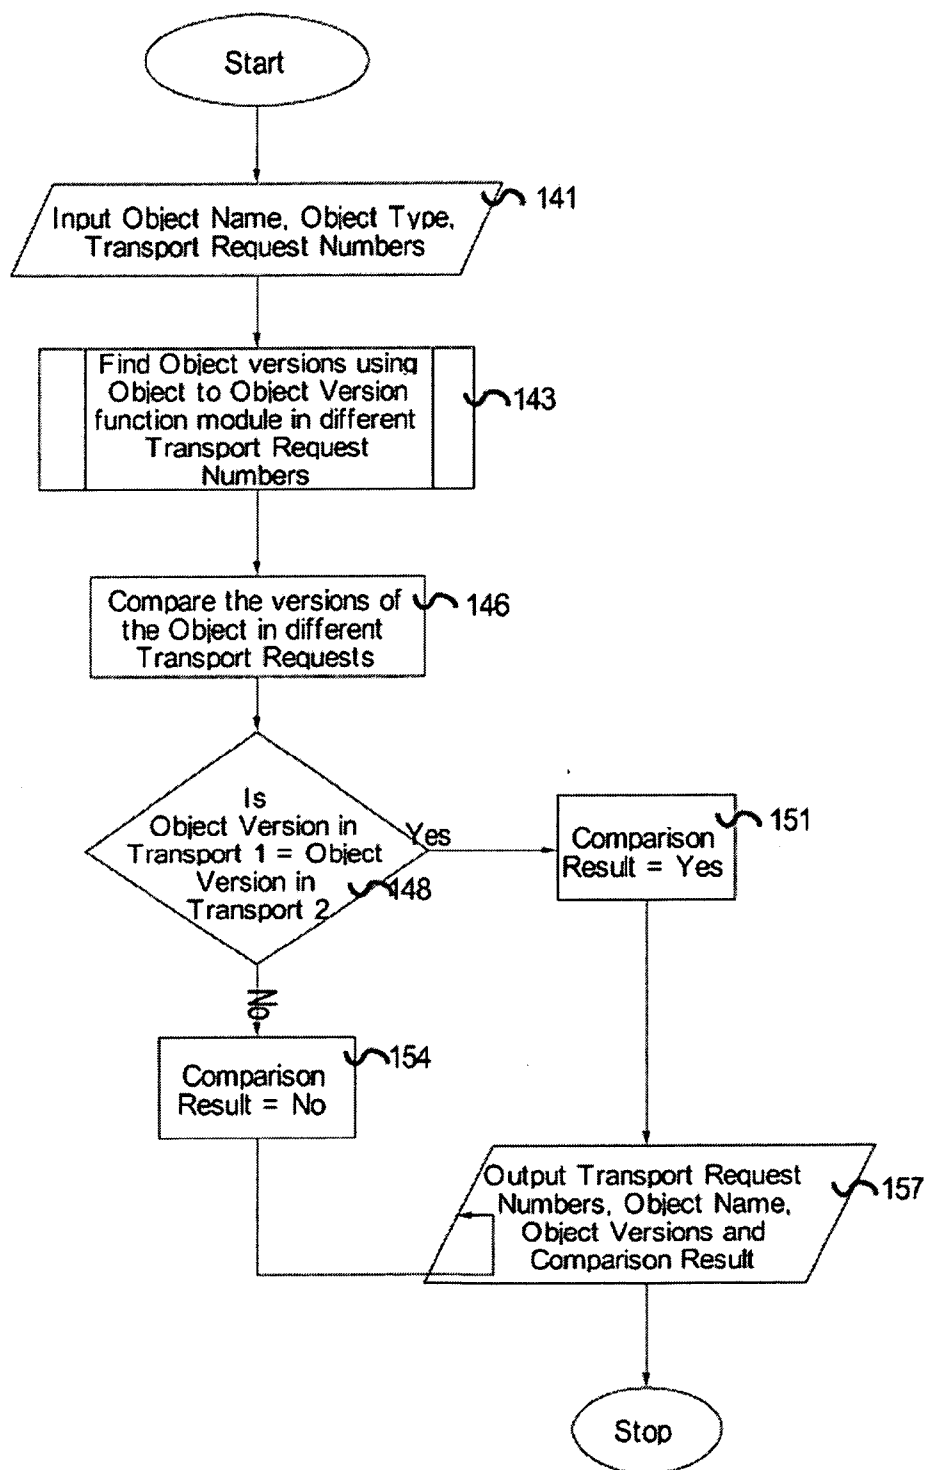 Start
Input Object Name, Object Type,
Transport Request Numbers
141
Find Object versions using
Object to Object Version
function module in different
Transport Request
Numbers
143
Compare the versions of
the Object in different
Transport Requests
146
Is
Object Version in
Transport 1 = Object
Version in
Transport 2
148
Yes
Comparison
Result = Yes
151
No
Comparison
Result = No
154
Output Transport Request
Numbers, Object Name,
Object Versions and
Comparison Result
157
Stop